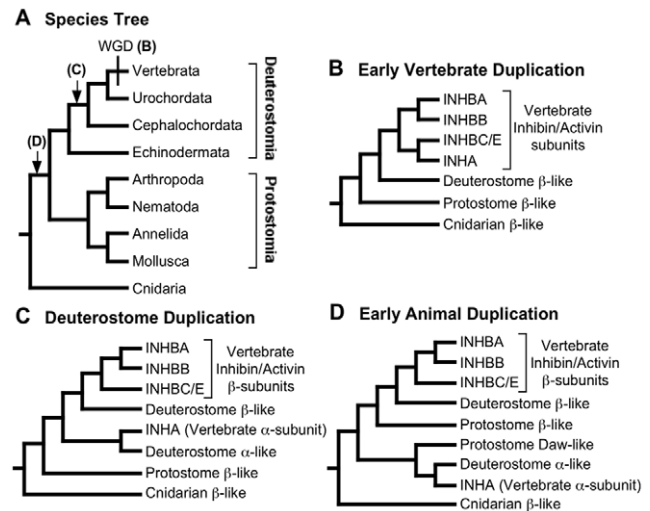 A Species Tree
WGD (B)
(C)
(D)
Vertebrata
Urochordata
Cephalochordata
Echinodermata
Deuterostomia
Arthropoda
Nematoda
Annelida
Mollusca
Protostomia
Cnidaria
B Early Vertebrate Duplication
INHBA
INHBB
INHBC/E
INHA
Vertebrate
Inhibin/Activin
subunits
Deuterostome β-like
Protostome β-like
Cnidarian β-like
C Deuterostome Duplication
INHBA
INHBB
INHBC/E
Vertebrate
Inhibin/Activin
β-subunits
Deuterostome β-like
INHA (Vertebrate α-subunit)
Deuterostome α-like
Protostome β-like
Cnidarian β-like
D Early Animal Duplication
INHBA
INHBB
INHBC/E
Vertebrate
Inhibin/Activin
β-subunits
Deuterostome β-like
Protostome β-like
Protostome Daw-like
Deuterostome α-like
INHA (Vertebrate α-subunit)
Cnidarian β-like